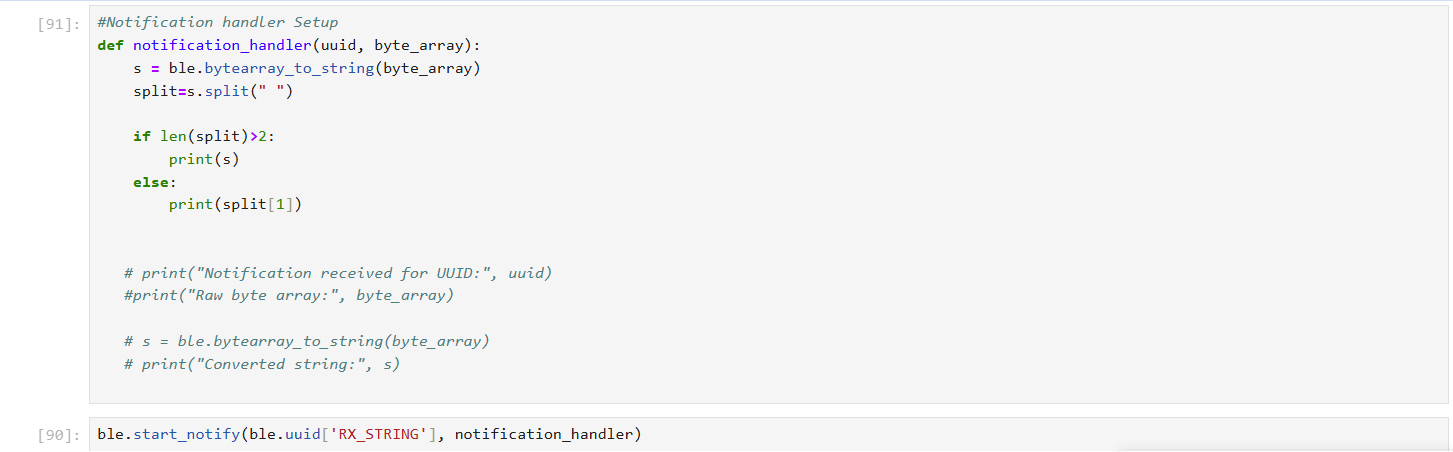 [91]: #Notification handler Setup
def notification_handler(uuid, byte_array):
    s = ble.bytearray_to_string(byte_array)
    split=s.split(" ")
    if len(split)>2:
        print(s)
    else:
        print(split[1])
   # print("Notification received for UUID:", uuid)
   #print("Raw byte array:", byte_array)
   # s = ble.bytearray_to_string(byte_array)
   # print("Converted string:", s)
[90]: ble.start_notify(ble.uuid['RX_STRING'], notification_handler)